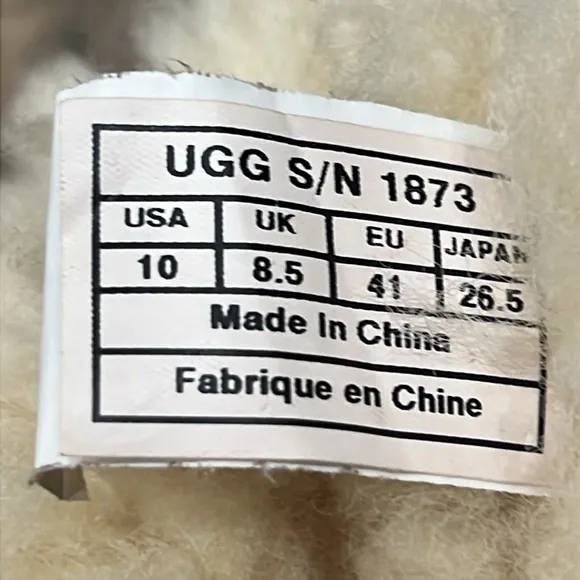 UGG S/N 1873
USA UK EU JAPAN
10 8.5 41 26.5
Made In China
Fabrique en Chine